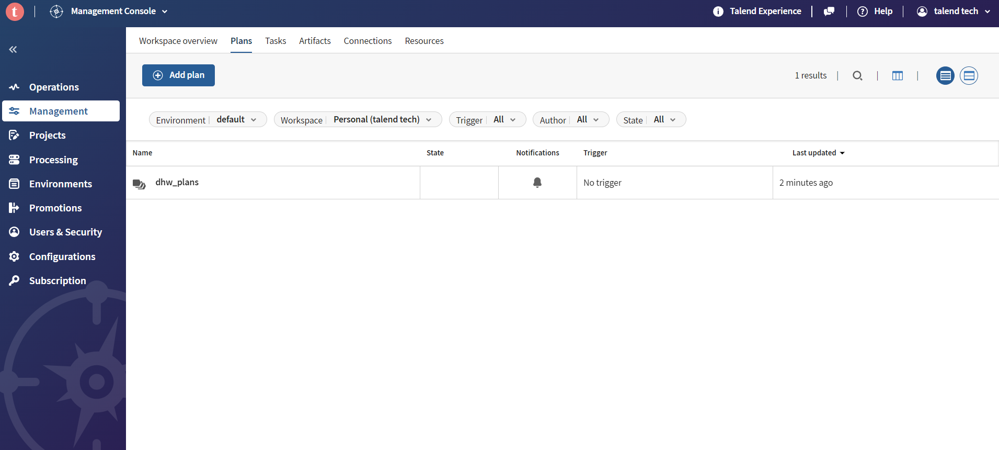 t Management Console Talend Experience Help talend tech
Workspace overview Plans Tasks Artifacts Connections Resources
Add plan 1 results
Operations
Management
Projects
Processing
Environments
Promotions
Users & Security
Configurations
Subscription
Environment default Workspace Personal (talend tech) Trigger All Author All State All
Name State Notifications Trigger Last updated
dhw_plans No trigger 2 minutes ago